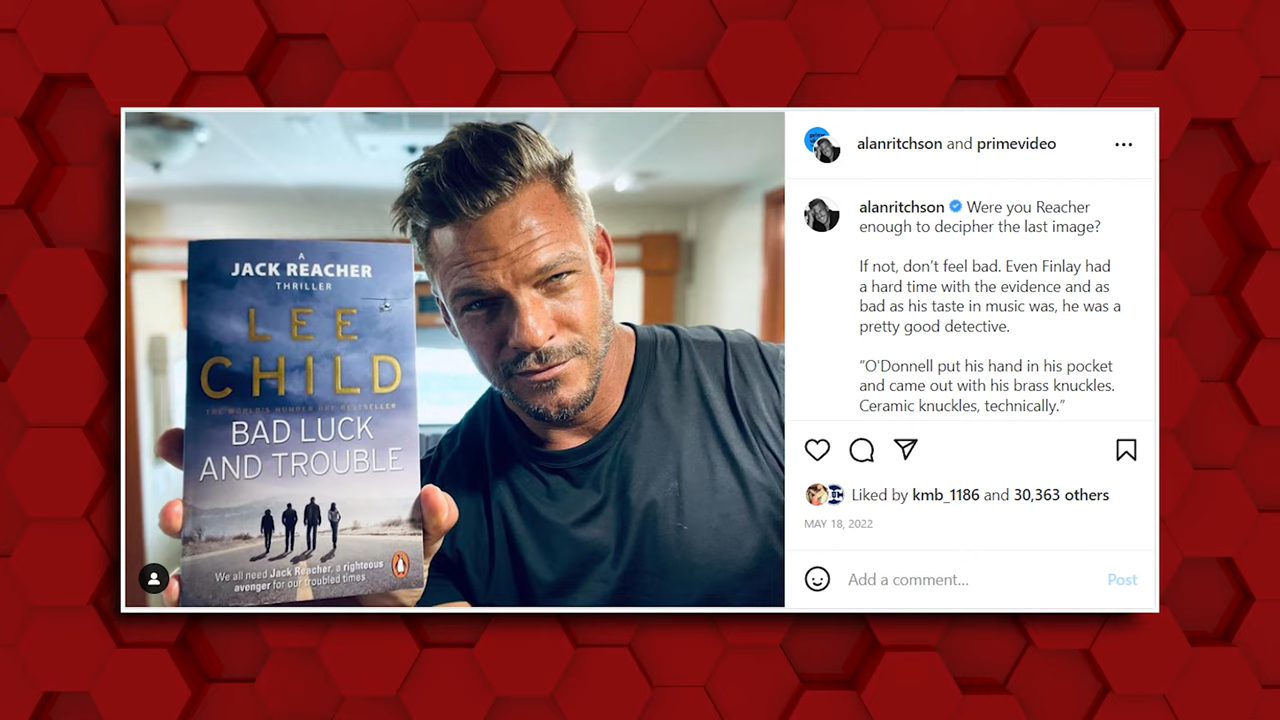 A
JACK REACHER
THRILLER
LEE
CHILD
THE WORLD'S NUMBER ONE BESTSELLER
BAD LUCK
AND TROUBLE
We all need Jack Reacher, a righteous
avenger for our troubled times
alanritchson and primevideo
alanritchson Were you Reacher
enough to decipher the last image?
If not, don’t feel bad. Even Finlay had
a hard time with the evidence and as
bad as his taste in music was, he was a
pretty good detective.
“O'Donnell put his hand in his pocket
and came out with his brass knuckles.
Ceramic knuckles, technically.”
Liked by kmb_1186 and 30,363 others
MAY 18, 2022
Add a comment...
Post